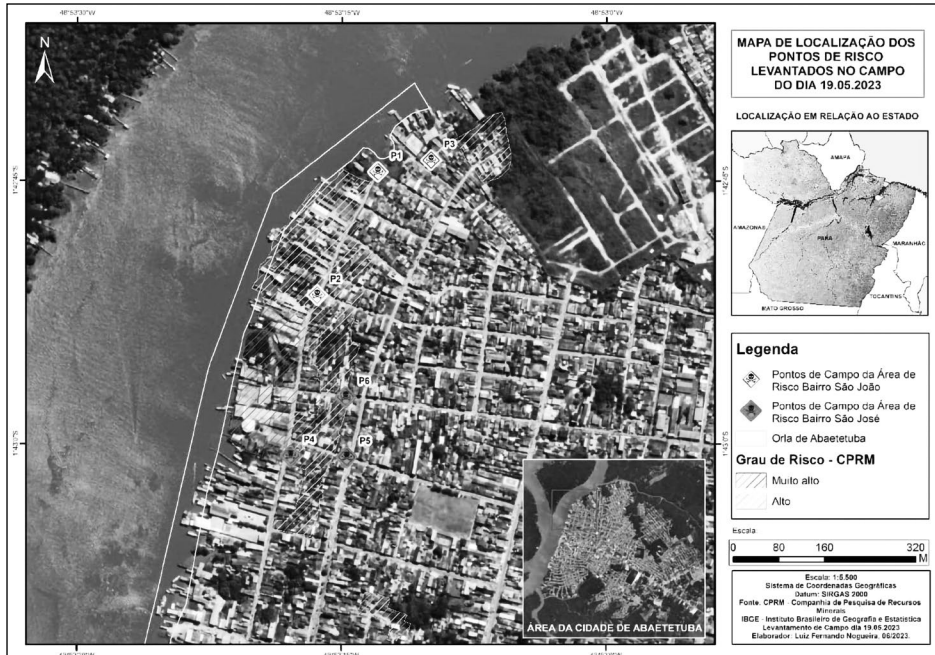 48°52'15"W
N
P1
P3
P2
P6
P4
P5
ÁREA DA CIDADE DE ABAETETUBA
MAPA DE LOCALIZAÇÃO DOS
PONTOS DE RISCO
LEVANTADOS NO CAMPO
DO DIA 19.05.2023
LOCALIZAÇÃO EM RELAÇÃO AO ESTADO
AMAPA
AMAZONAS
PARÁ
MARANHÃO
TOCANTINS
MATO GROSSO
Legenda
Pontos de Campo da Área de
Risco Bairro São João
Pontos de Campo da Área de
Risco Bairro São José
Orla de Abaetetuba
Grau de Risco - CPRM
Muito alto
Alto
Escala
0 80 160 320
M
Escala: 1:5.500
Sistema de Coordenadas Geográficas
Datum: SIRGAS 2000
Fonte: CPRM - Companhia de Pesquisa de Recursos
Minerais
IBGE - Instituto Brasileiro de Geografia e Estatística
Levantamento de Campo dia 19.05.2023
Elaborador: Luiz Fernando Nogueira, 06/2023.